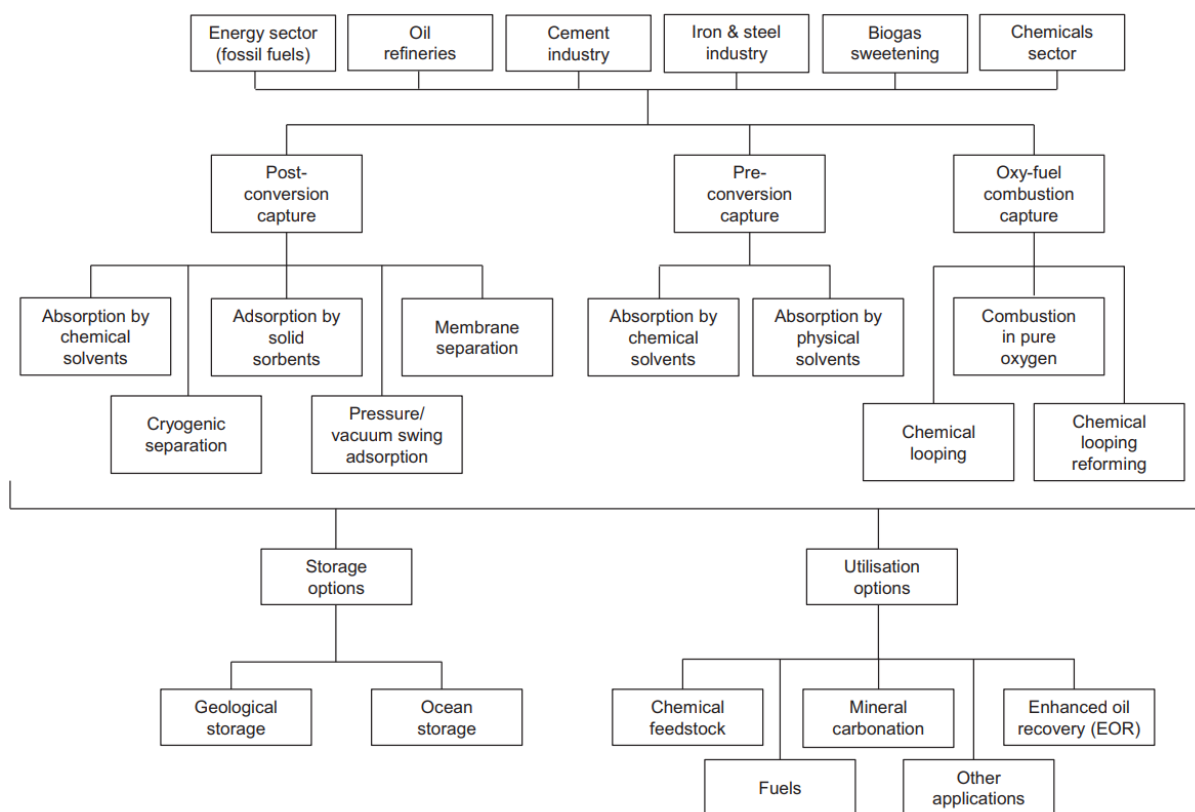 Energy sector
(fossil fuels)
Oil
refineries
Cement
industry
Iron & steel
industry
Biogas
sweetening
Chemicals
sector
Post-
conversion
capture
Pre-
conversion
capture
Oxy-fuel
combustion
capture
Absorption by
chemical
solvents
Adsorption by
solid
sorbents
Membrane
separation
Absorption by
chemical
solvents
Absorption by
physical
solvents
Combustion
in pure
oxygen
Cryogenic
separation
Pressure/
vacuum swing
adsorption
Chemical
looping
Chemical
looping
reforming
Storage
options
Utilisation
options
Geological
storage
Ocean
storage
Chemical
feedstock
Mineral
carbonation
Enhanced oil
recovery (EOR)
Fuels
Other
applications